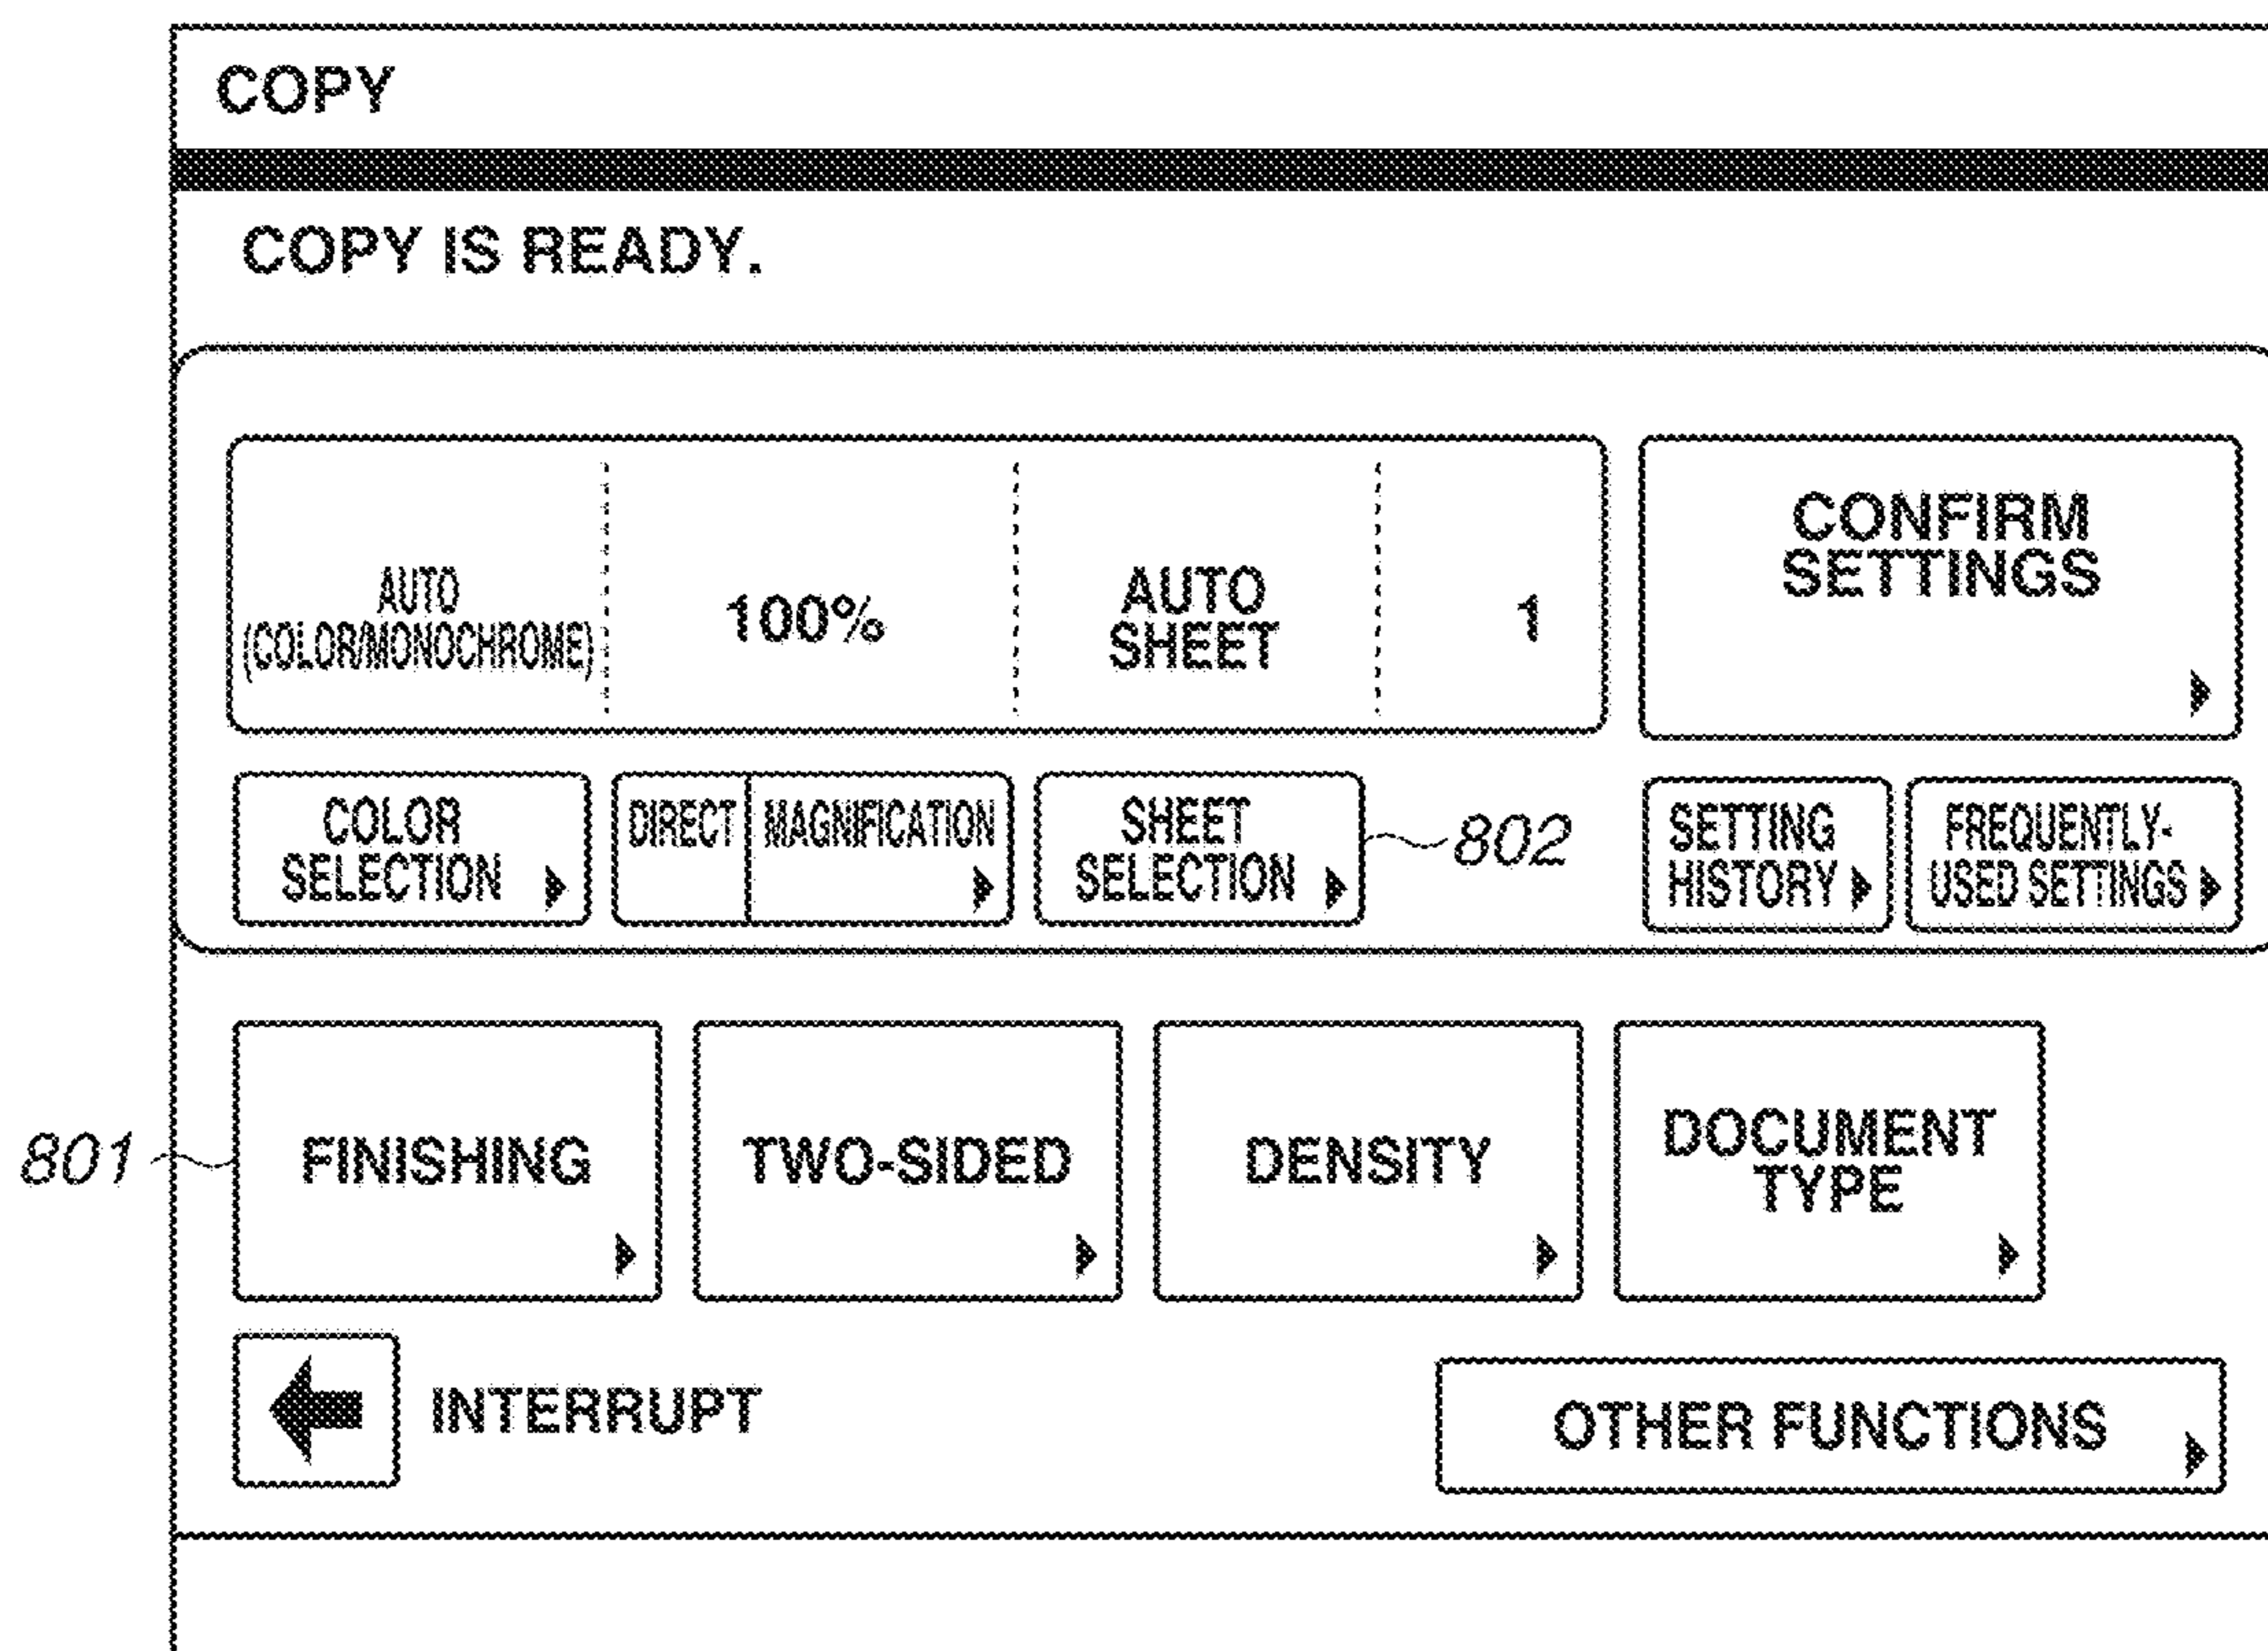 COPY
COPY IS READY.
AUTO
(COLOR/MONOCHROME)
100%
AUTO
SHEET
1
CONFIRM
SETTINGS
COLOR
SELECTION
DIRECT
MAGNIFICATION
SHEET
SELECTION
802
SETTING
HISTORY
FREQUENTLY-
USED SETTINGS
801
FINISHING
TWO-SIDED
DENSITY
DOCUMENT
TYPE
INTERRUPT
OTHER FUNCTIONS